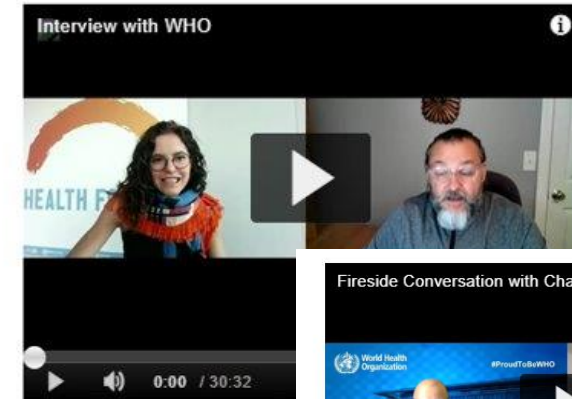 Interview with WHO
HEALTH F
0:00 / 30:32
Fireside Conversation with Cha
World Health
Organization
#ProudToBeWHO